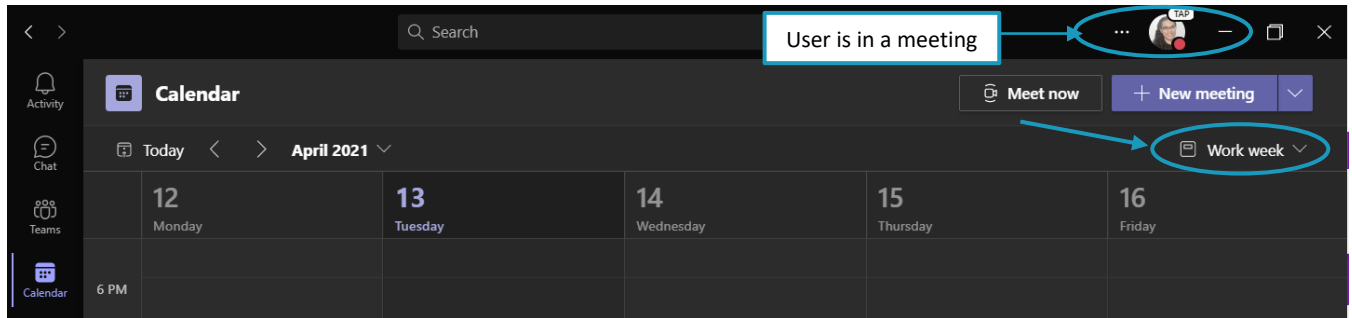 Search
User is in a meeting
TAP
Activity
Calendar
Meet now
New meeting
Chat
Today
April 2021
Work week
Teams
12
13
14
15
16
Monday
Tuesday
Wednesday
Thursday
Friday
Calendar
6 PM